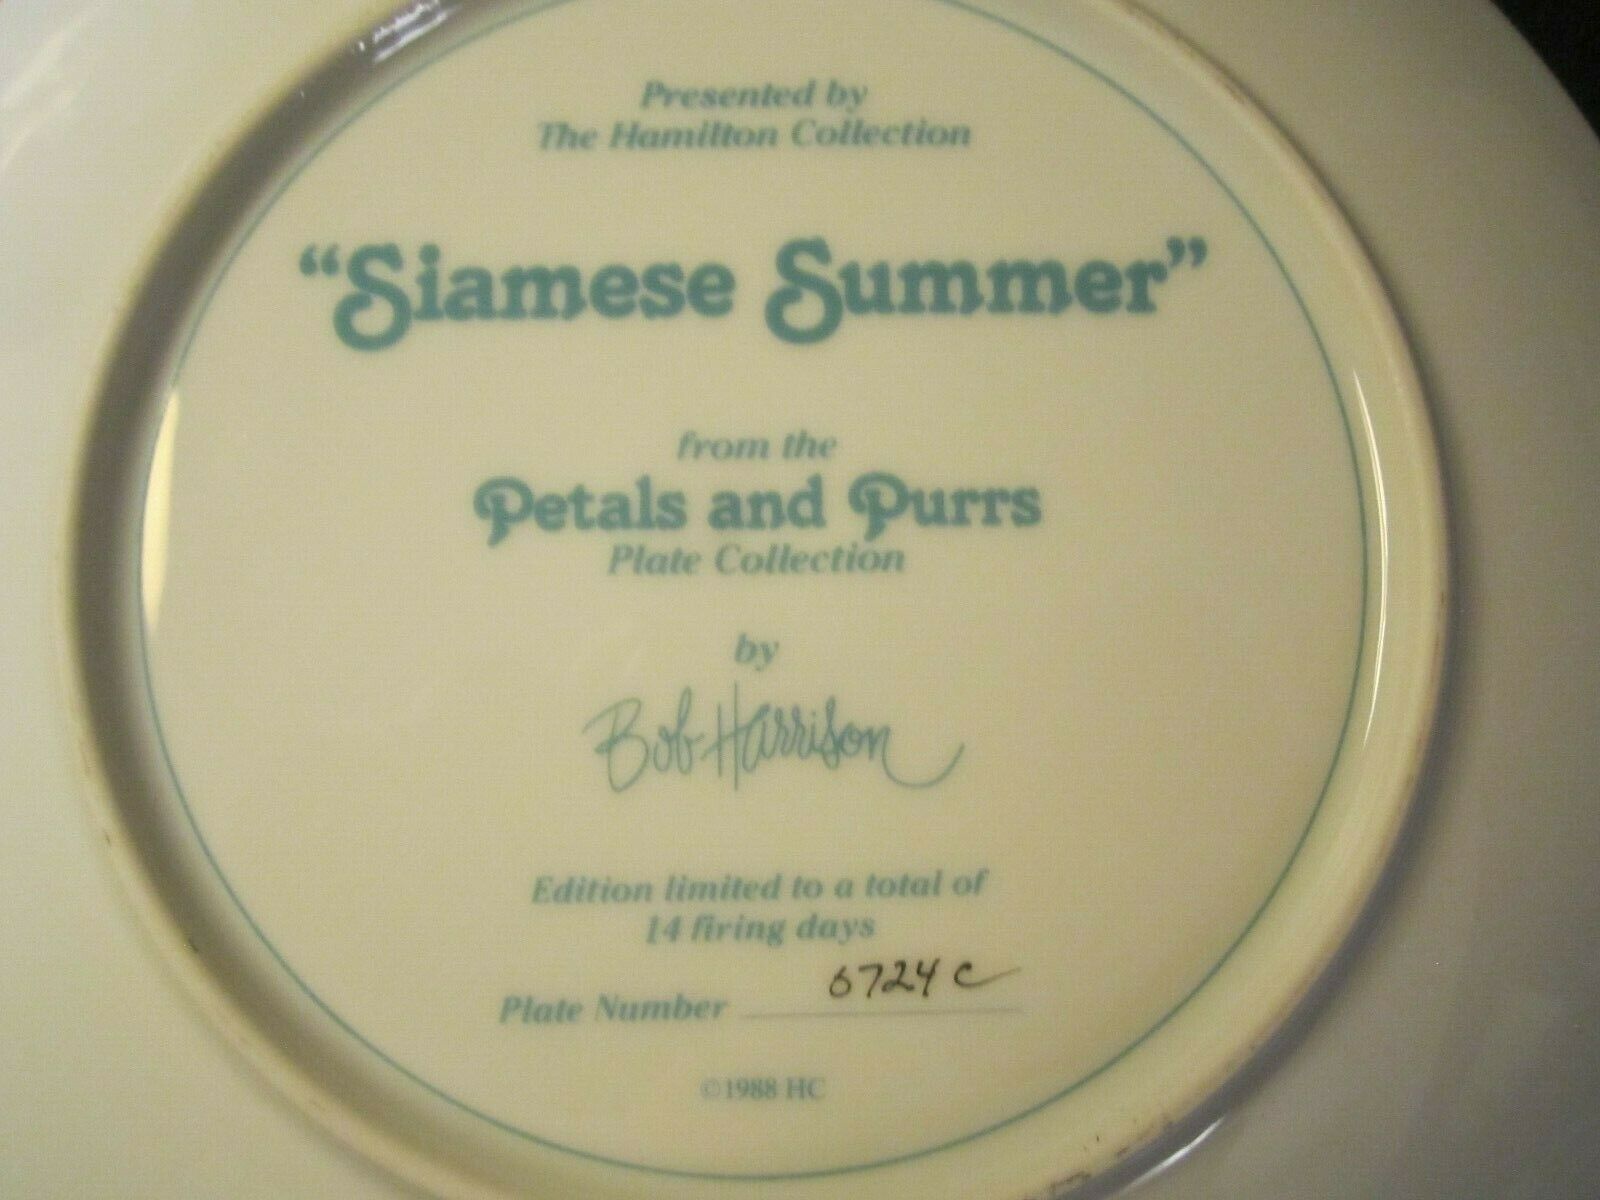 Presented by
The Hamilton Collection
“Siamese Summer”
from the
Petals and Purrs
Plate Collection
by
Bob Harrison
Edition limited to a total of
14 firing days
Plate Number 6724 C
©1988 HC